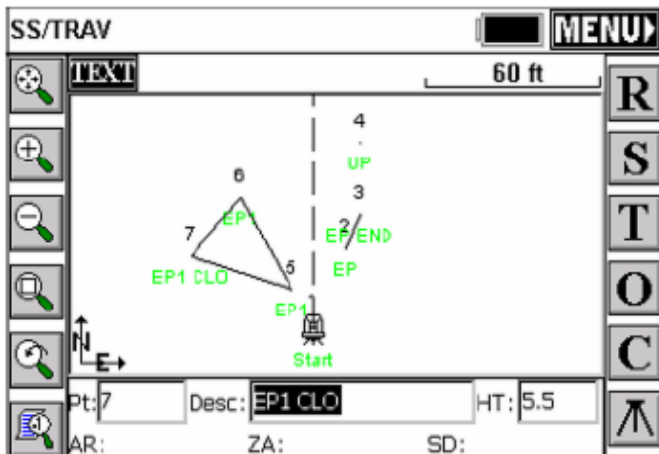 SS/TRAV
MENU
TEXT
60 ft
R
S
T
O
C
4
UP
3
2
EP END
EP
6
EP1
7
EP1 CLO
5
EP1
Start
N
E
Pt: 7 Desc: EP1 CLO HT: 5.5
AR: ZA: SD: